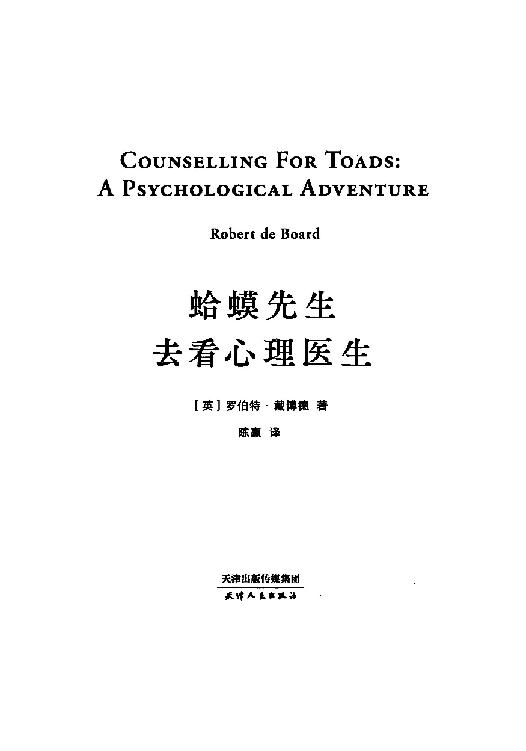 COUNSELLING FOR TOADS:
A PSYCHOLOGICAL ADVENTURE
Robert de Board
蛤蟆先生
去看心理医生
［英］罗伯特·戴博德 著
陈赢 译
天津出版传媒集团
天津人民出版社